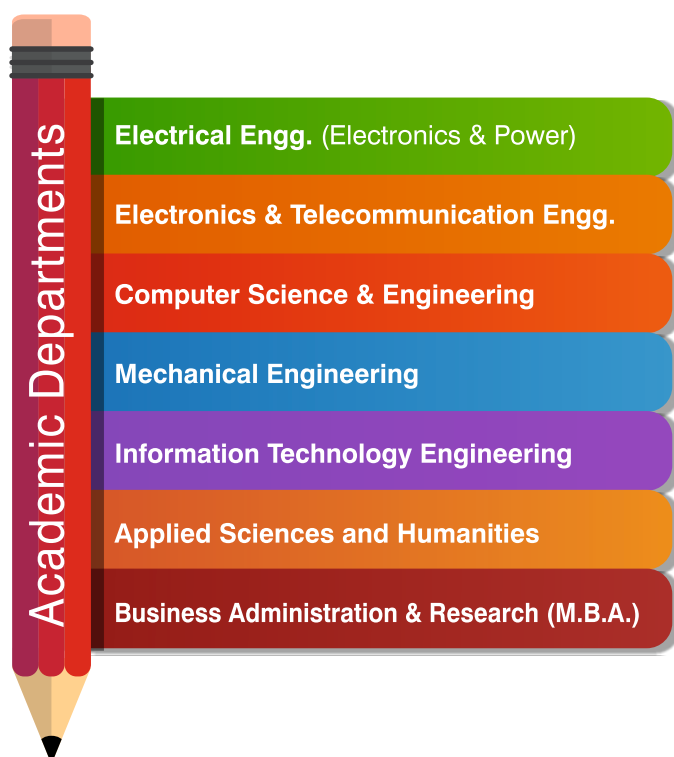 Academic Departments
Electrical Engg. (Electronics & Power)
Electronics & Telecommunication Engg.
Computer Science & Engineering
Mechanical Engineering
Information Technology Engineering
Applied Sciences and Humanities
Business Administration & Research (M.B.A.)